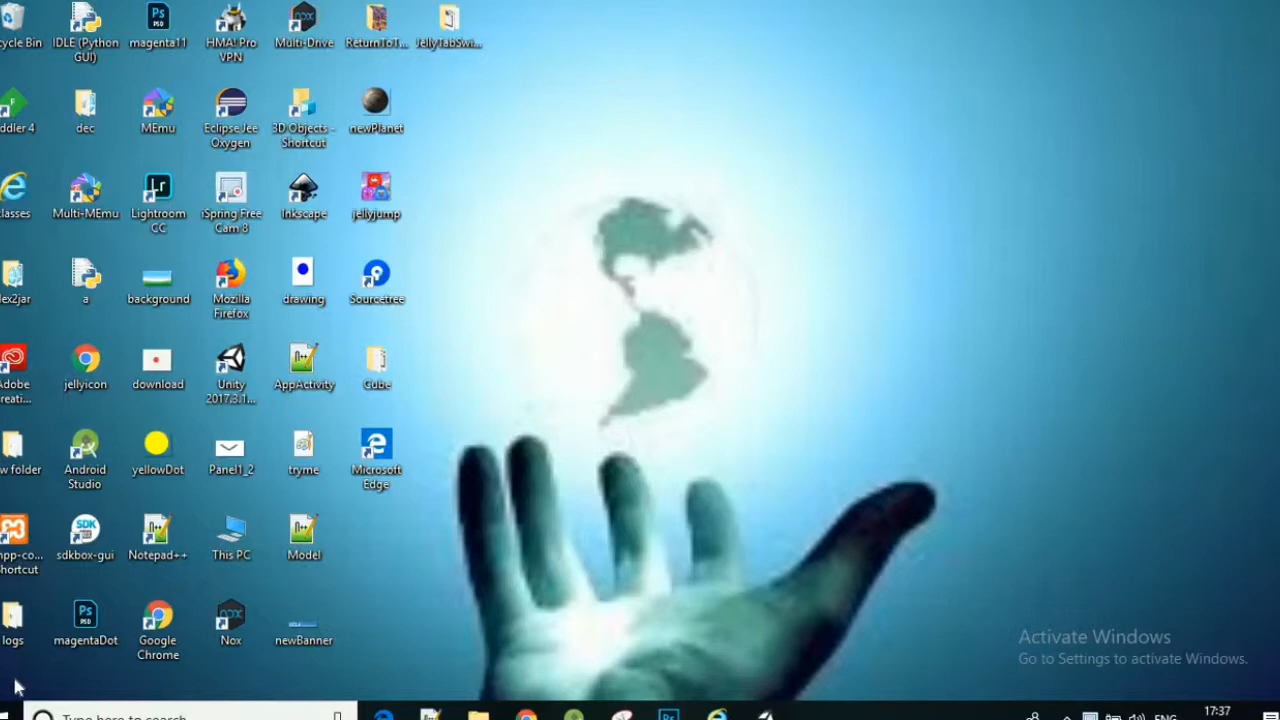 cycle Bin
IDLE (Python
GUI)
magenta11
HMA! Pro
VPN
Multi-Drive
ReturnToT...
JellyTabSwi...
ddler 4
dec
MEmu
Eclipse Jee
Oxygen
3D Objects -
Shortcut
newPlanet
lasses
Multi-MEmu
Lightroom
CC
iSpring Free
Cam 8
Inkscape
jellyjump
ex2jar
a
background
Mozilla
Firefox
drawing
Sourcetree
Adobe
reati...
jellyicon
download
Unity
2017.3.1...
AppActivity
Cube
w folder
Android
Studio
yellowDot
Panel1_2
tryme
Microsoft
Edge
mpp-co...
Shortcut
sdkbox-gui
Notepad++
This PC
Model
logs
magentaDot
Google
Chrome
Nox
newBanner
Activate Windows
Go to Settings to activate Windows.
Type here to search
ENG
17:37